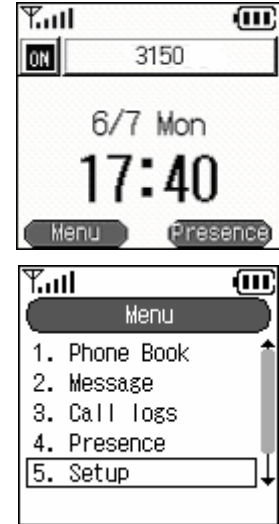 ON 3150
6/7 Mon
17:40
Menu Presence
Menu
1. Phone Book
2. Message
3. Call logs
4. Presence
5. Setup